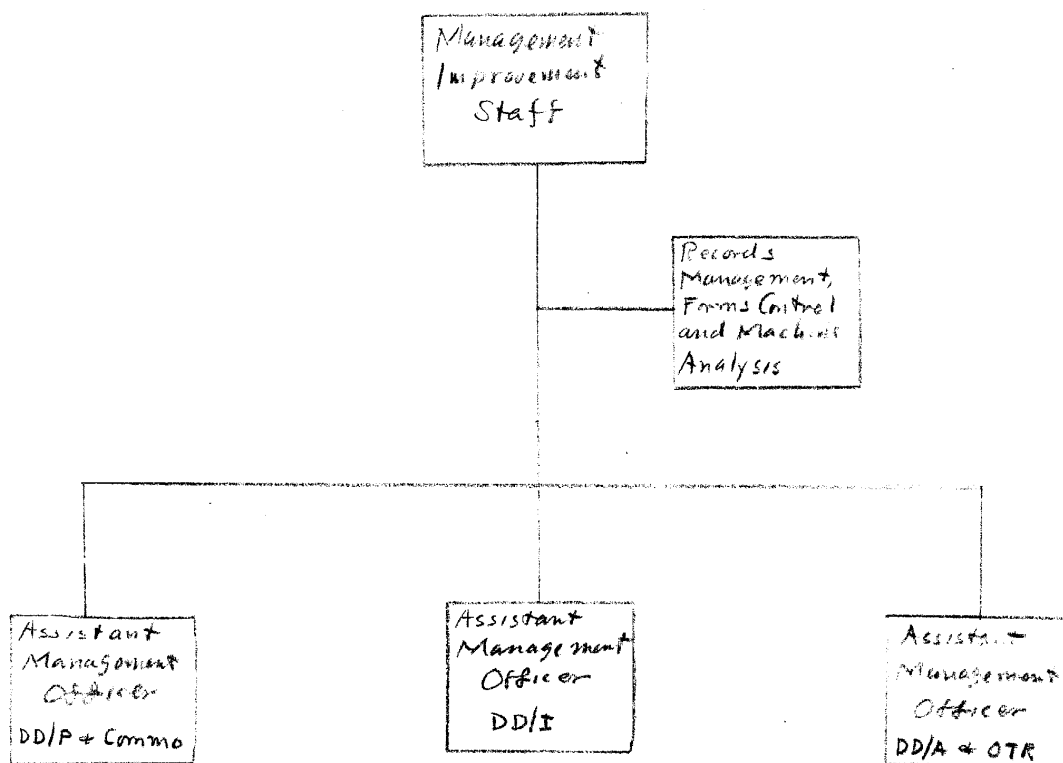 Management
Improvement
Staff
Records
Management,
Forms Control
and Machine
Analysis
Assistant
Management
Officer
DD/P + Commo
Assistant
Management
Officer
DD/I
Assistant
Management
Officer
DD/A & OTR